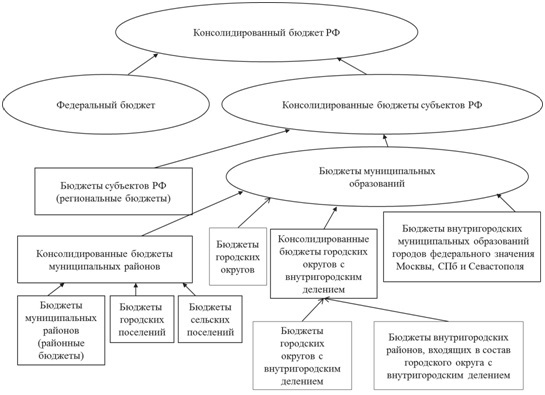 Консолидированный бюджет РФ
Федеральный бюджет
Консолидированные бюджеты субъектов РФ
Бюджеты субъектов РФ
(региональные бюджеты)
Бюджеты муниципальных
образований
Консолидированные бюджеты
муниципальных районов
Бюджеты
городских
округов
Консолидированные
бюджеты городских
округов с
внутригородским
делением
Бюджеты внутригородских
муниципальных образований
городов федерального значения
Москвы, СПб и Севастополя
Бюджеты
муниципальных
районов
(районные
бюджеты)
Бюджеты
городских
поселений
Бюджеты
сельских
поселений
Бюджеты
городских
округов с
внутригородским
делением
Бюджеты внутригородских
районов, входящих в состав
городского округа с
внутригородским делением